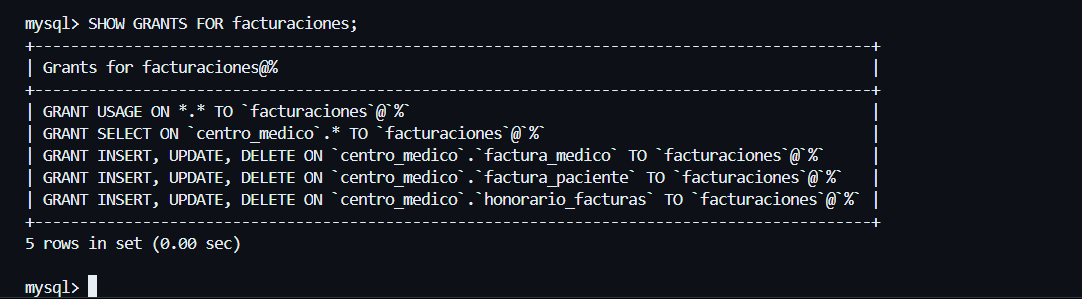 mysql> SHOW GRANTS FOR facturaciones;
+---------------------------------------------------------------------------------------------+
| Grants for facturaciones@%                                                                  |
+---------------------------------------------------------------------------------------------+
| GRANT USAGE ON *.* TO `facturaciones`@`%`                                                   |
| GRANT SELECT ON `centro_medico`.* TO `facturaciones`@`%`                                    |
| GRANT INSERT, UPDATE, DELETE ON `centro_medico`.`factura_medico` TO `facturaciones`@`%`     |
| GRANT INSERT, UPDATE, DELETE ON `centro_medico`.`factura_paciente` TO `facturaciones`@`%`   |
| GRANT INSERT, UPDATE, DELETE ON `centro_medico`.`honorario_facturas` TO `facturaciones`@`%` |
+---------------------------------------------------------------------------------------------+
5 rows in set (0.00 sec)
mysql>